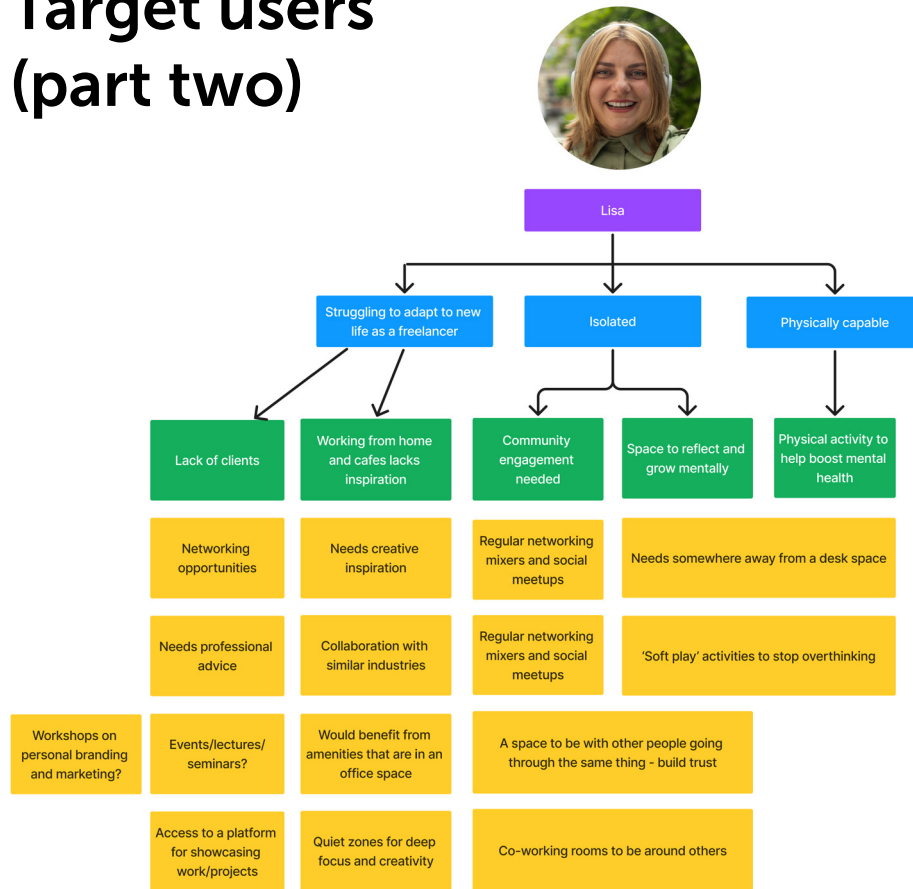 Target users
(part two)
Lisa
Struggling to adapt to new
life as a freelancer
Isolated
Physically capable
Lack of clients
Working from home
and cafes lacks
inspiration
Community
engagement
needed
Space to reflect and
grow mentally
Physical activity to
help boost mental
health
Networking
opportunities
Needs creative
inspiration
Regular networking
mixers and social
meetups
Needs somewhere away from a desk space
Needs professional
advice
Collaboration with
similar industries
Regular networking
mixers and social
meetups
‘Soft play’ activities to stop overthinking
Workshops on
personal branding
and marketing?
Events/lectures/
seminars?
Would benefit from
amenities that are in an
office space
A space to be with other people going
through the same thing - build trust
Access to a platform
for showcasing
work/projects
Quiet zones for deep
focus and creativity
Co-working rooms to be around others